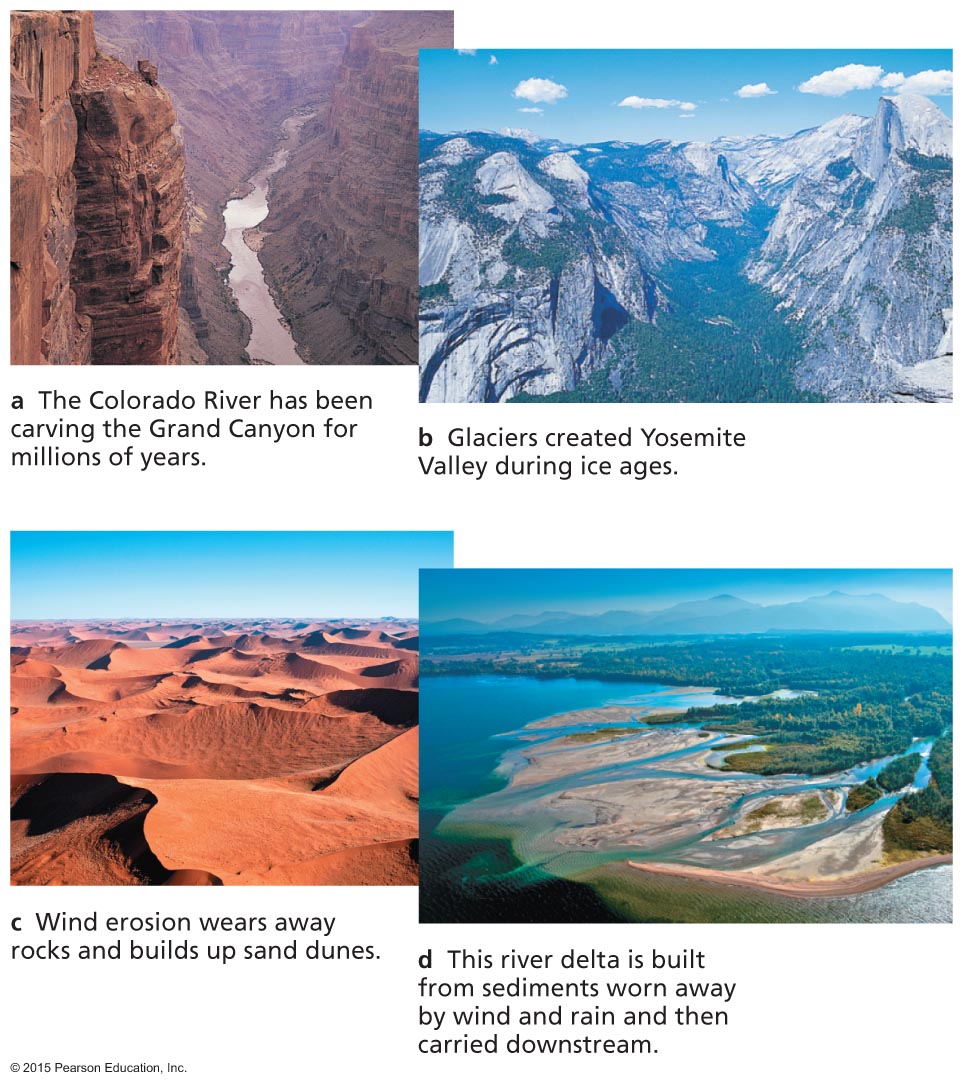 a The Colorado River has been
carving the Grand Canyon for
millions of years.
b Glaciers created Yosemite
Valley during ice ages.
c Wind erosion wears away
rocks and builds up sand dunes.
d This river delta is built
from sediments worn away
by wind and rain and then
carried downstream.
© 2015 Pearson Education, Inc.